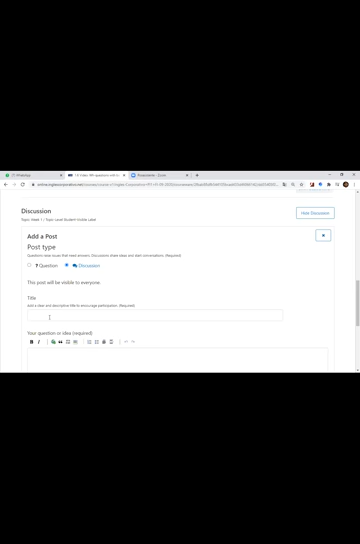 (1) WhatsApp
Zoom
Discussion
Hide Discussion
Topic: Week 1 / Topic-Level Student-Visible Label
Add a Post
Post type
Questions raise issues that need answers. Discussions share ideas and start conversations. (Required)
? Question
Discussion
This post will be visible to everyone.
Title
Add a clear and descriptive title to encourage participation. (Required)
Your question or idea (required)
B I